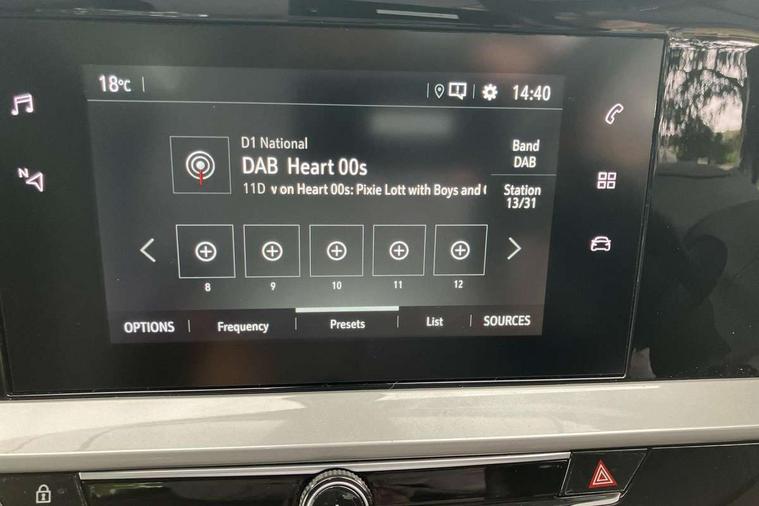 18°C
14:40
D1 National
DAB Heart 00s
11D v on Heart 00s: Pixie Lott with Boys and
Band
DAB
Station
13/31
N
8 9 10 11 12
OPTIONS Frequency Presets List SOURCES